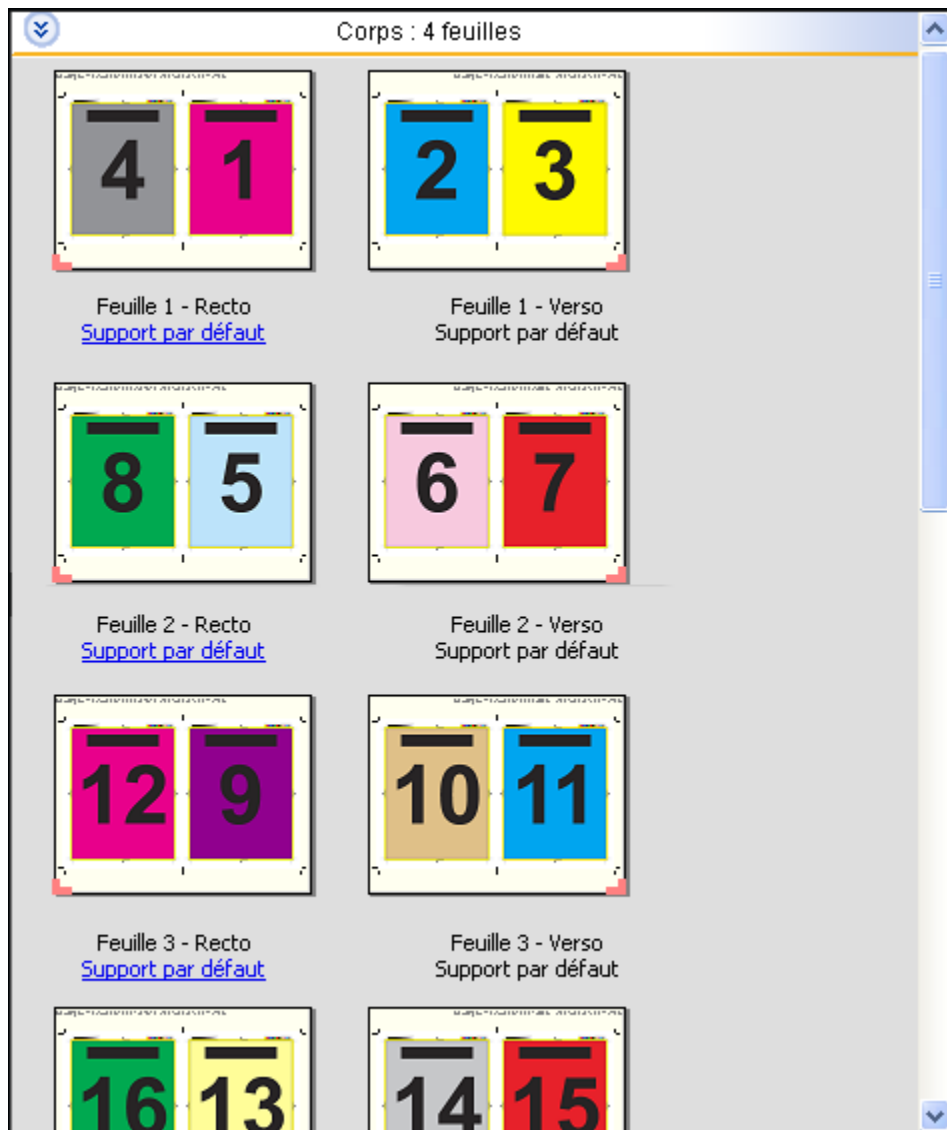 Corps : 4 feuilles
4 1 2 3
Feuille 1 - Recto Feuille 1 - Verso
Support par défaut Support par défaut
8 5 6 7
Feuille 2 - Recto Feuille 2 - Verso
Support par défaut Support par défaut
12 9 10 11
Feuille 3 - Recto Feuille 3 - Verso
Support par défaut Support par défaut
16 13 14 15